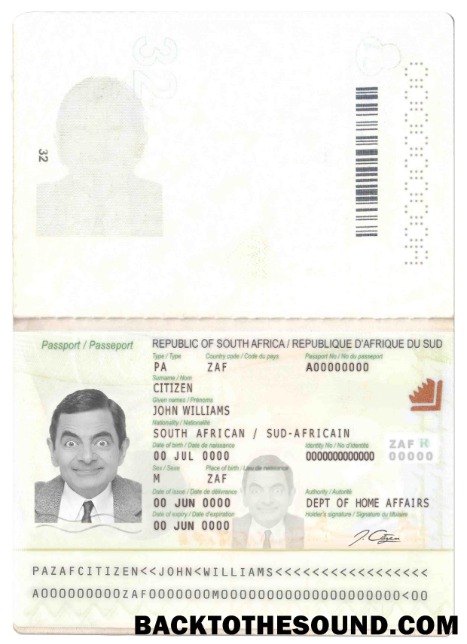 32
32
Passport / Passeport
REPUBLIC OF SOUTH AFRICA / REPUBLIQUE D'AFRIQUE DU SUD
Type / Type Country code / Code du pays Passport No / No du passeport
PA ZAF A00000000
Surname / Nom
CITIZEN
Given names / Prénoms
JOHN WILLIAMS
Nationality / Nationalité
SOUTH AFRICAN / SUD-AFRICAIN
Date of birth / Date de naissance Identity No / No d'identité
00 JUL 0000 0000000000000
ZAF
00000
Sex / Sexe Place of birth / Lieu de naissance
M ZAF
Date of issue / Date de délivrance Authority / Autorité
00 JUN 0000 DEPT OF HOME AFFAIRS
Date of expiry / Date d'expiration Holder's signature / Signature du titulaire
00 JUN 0000
PAZAFCITIZEN<<JOHN<WILLIAMS<<<<<<<<<<<<<<<<<
A000000000ZAF0000000M00000000000000000000<00
BACKTOTHESOUND.COM